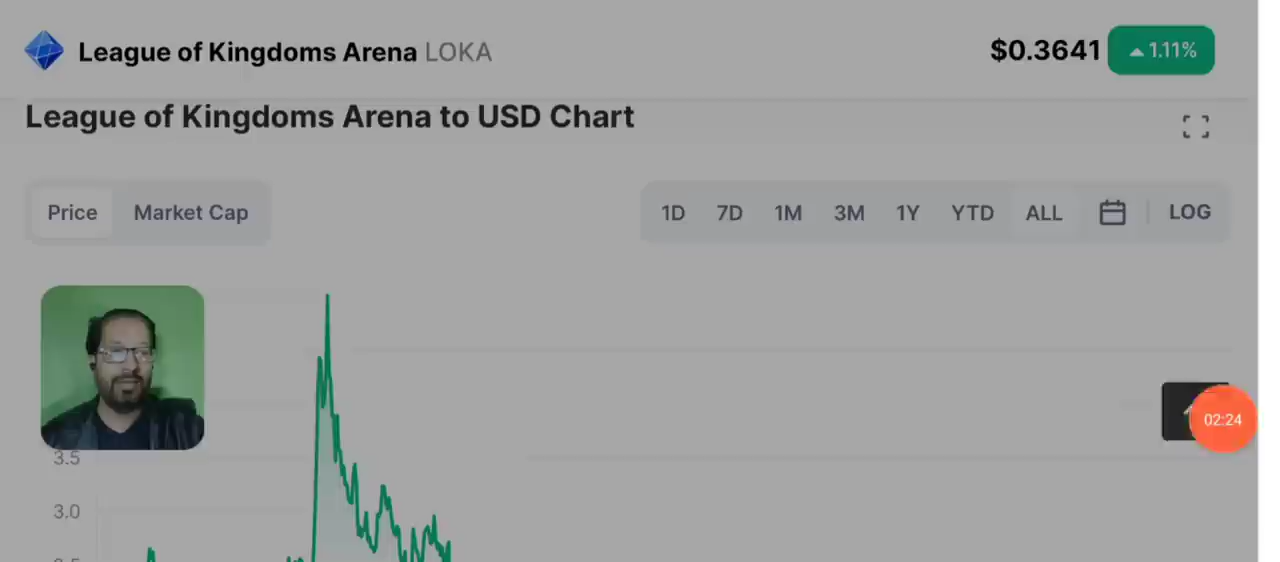 League of Kingdoms Arena LOKA
$0.3641 ▲ 1.11%
League of Kingdoms Arena to USD Chart
Price Market Cap
1D 7D 1M 3M 1Y YTD ALL LOG
02:24
3.5
3.0